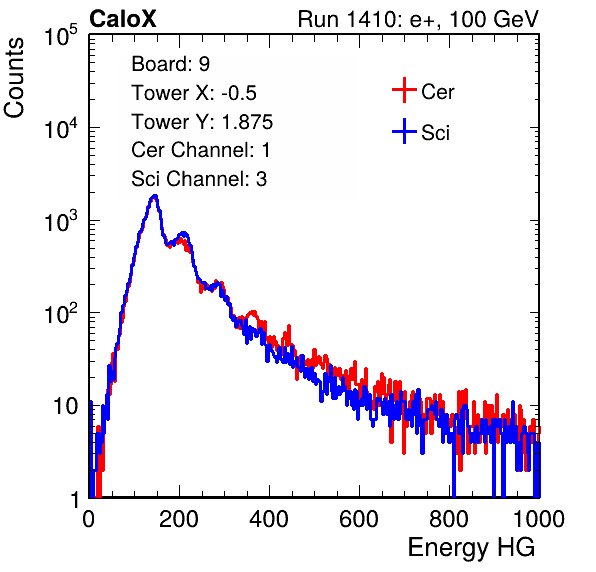 CaloX Run 1410: e+, 100 GeV
Board: 9
Tower X: -0.5
Tower Y: 1.875
Cer Channel: 1
Sci Channel: 3
Cer
Sci
Counts
10^5
10^4
10^3
10^2
10
1
0 200 400 600 800 1000
Energy HG